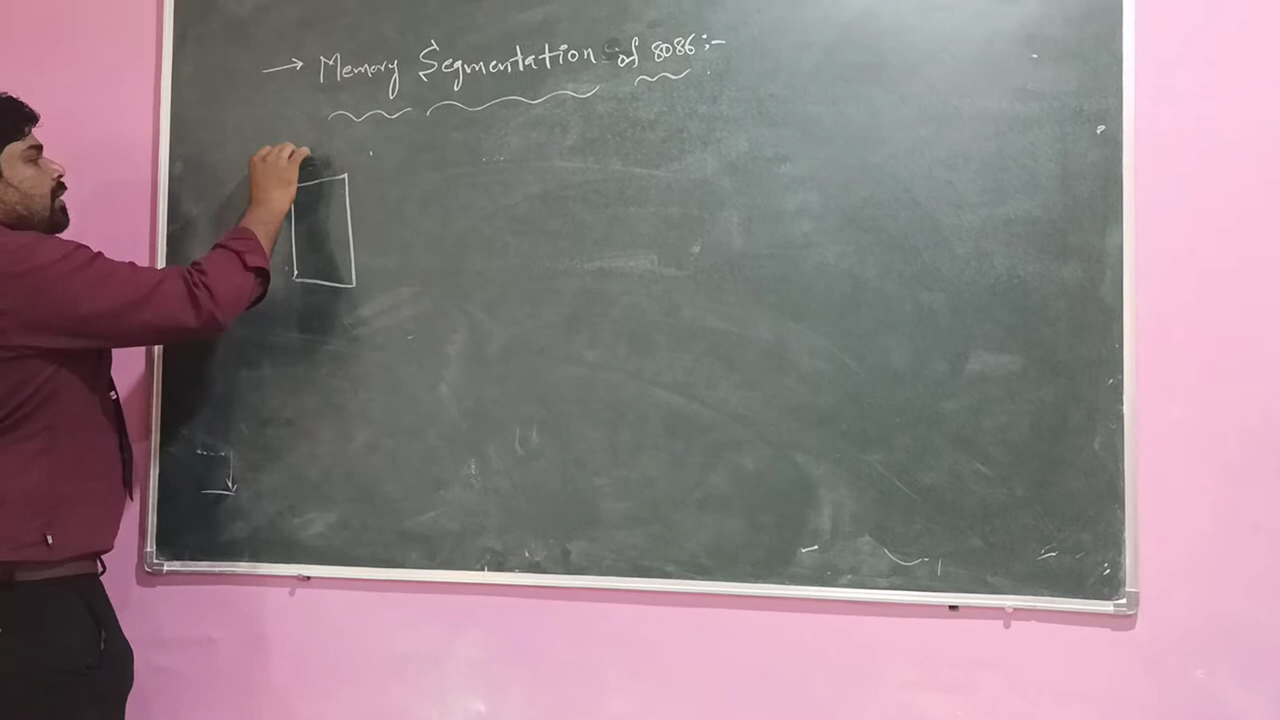 → Memory Segmentation of 8086 :-